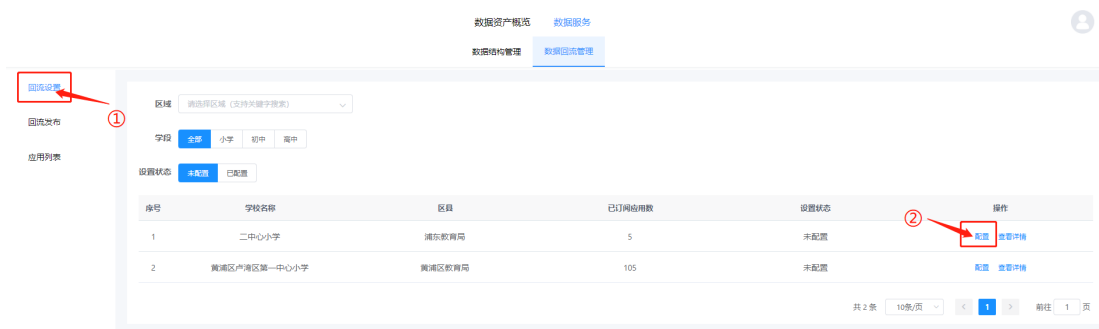 数据资产概览 数据服务
数据结构管理 数据回流管理
回流设置
①
回流发布
应用列表
区域 请选择区域（支持关键字搜索）
学段 全部 小学 初中 高中
设置状态 未配置 已配置
序号 学校名称 区县 已订阅应用数 设置状态 操作
②
1 二中心小学 浦东教育局 5 未配置 配置 查看详情
2 黄浦区卢湾区第一中心小学 黄浦区教育局 105 未配置 配置 查看详情
共 2 条 10条/页 < 1 > 前往 1 页